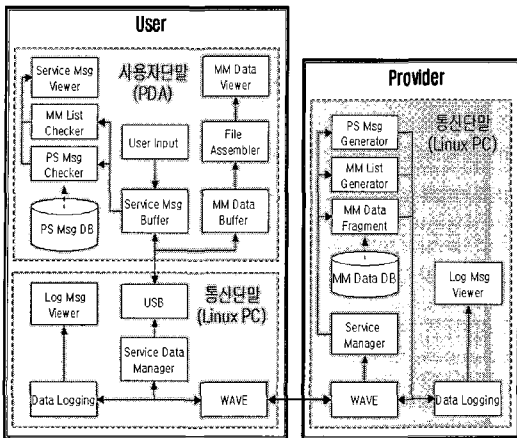 User
Service Msg
Viewer
MM List
Checker
PS Msg
Checker
PS Msg DB
사용자단말
(PDA)
User Input
Service Msg
Buffer
MM Data
Viewer
File
Assembler
MM Data
Buffer
Log Msg
Viewer
USB
통신단말
(Linux PC)
Service Data
Manager
Data Logging
WAVE
Provider
PS Msg
Generator
MM List
Generator
MM Data
Fragment
MM Data DB
Service
Manager
WAVE
통신단말
(Linux PC)
Log Msg
Viewer
Data Logging